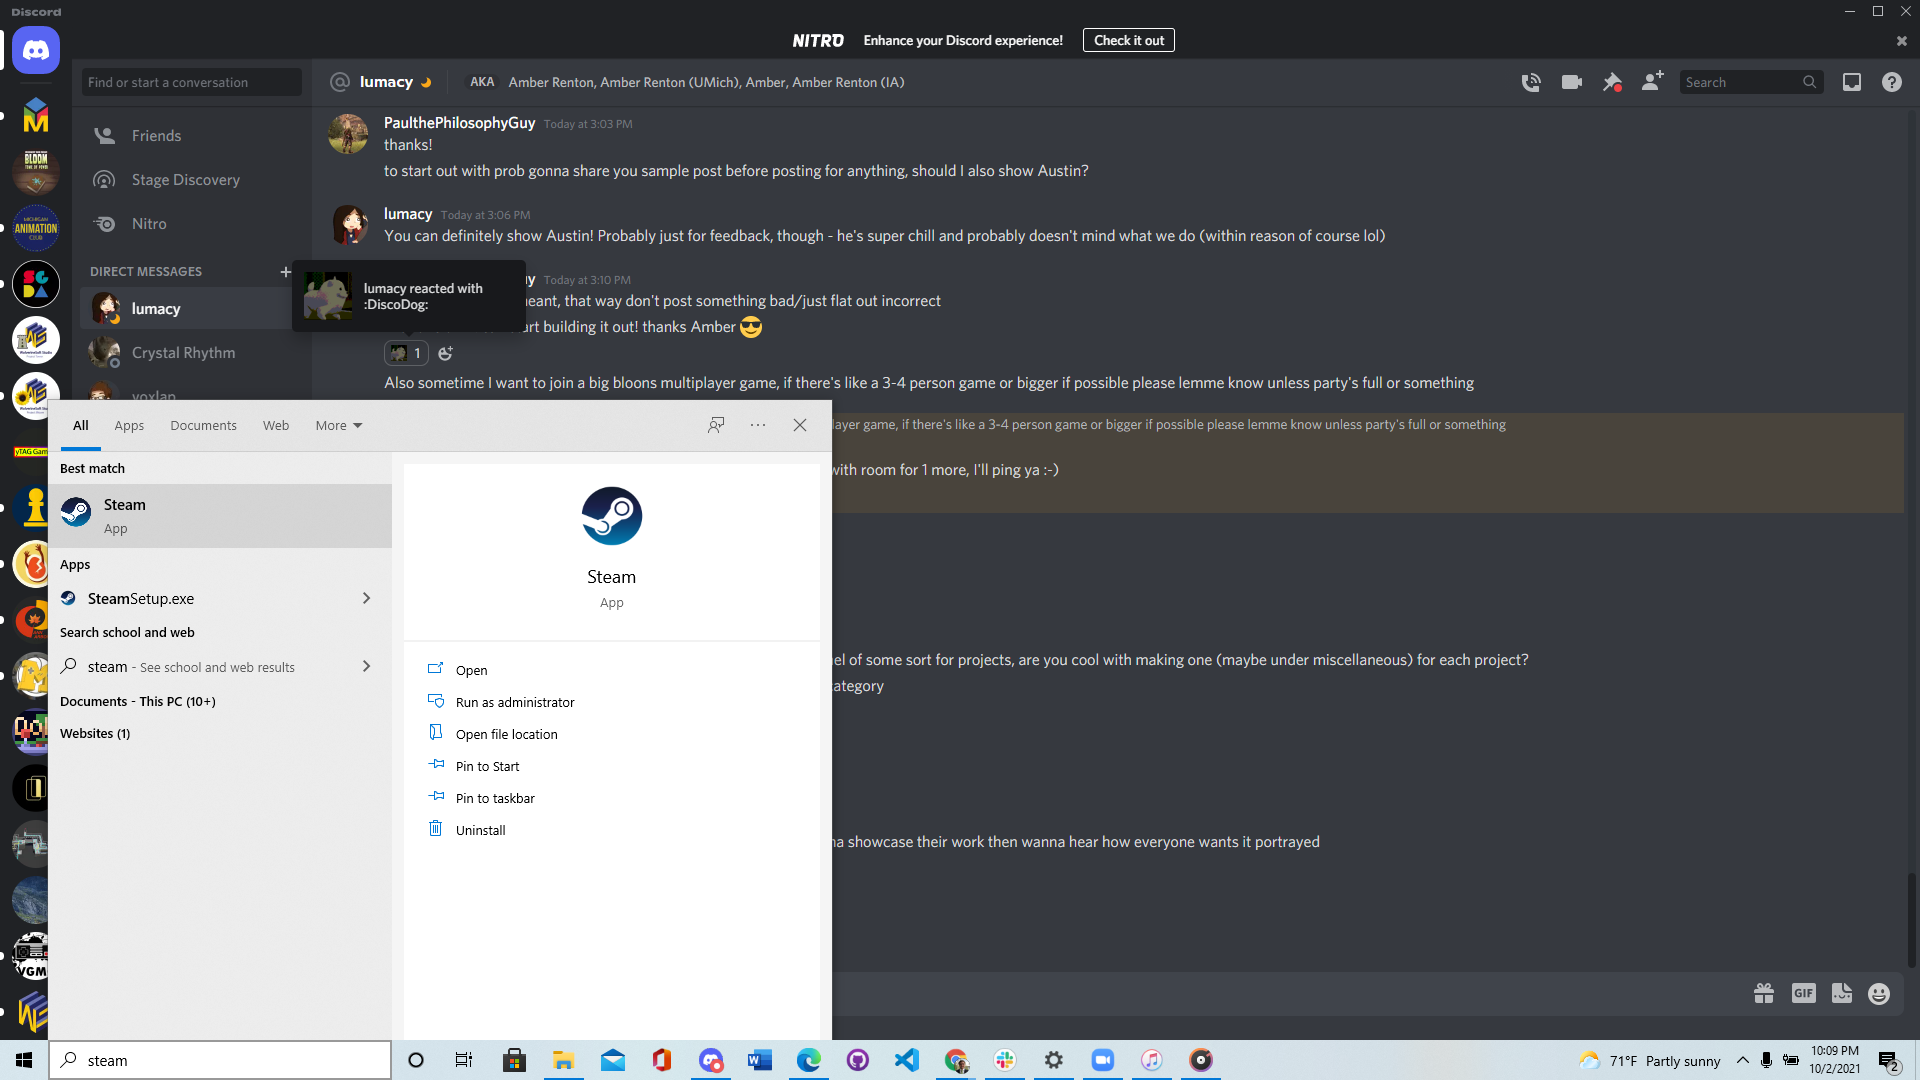 Discord
NITRO Enhance your Discord experience! Check it out
Find or start a conversation
lumacy AKA Amber Renton, Amber Renton (UMich), Amber, Amber Renton (IA)
Search
Friends
Stage Discovery
Nitro
DIRECT MESSAGES +
lumacy
Crystal Rhythm
voxlap
BLOOM
MICHIGAN
ANIMATION
CLUB
SGDA
VGM
PaulthePhilosophyGuy Today at 3:03 PM
thanks!
to start out with prob gonna share you sample post before posting for anything, should I also show Austin?
lumacy Today at 3:06 PM
You can definitely show Austin! Probably just for feedback, though - he's super chill and probably doesn't mind what we do (within reason of course lol)
lumacy reacted with
:DiscoDog:
uy Today at 3:10 PM
eant, that way don't post something bad/just flat out incorrect
art building it out! thanks Amber 😎
1
Also sometime I want to join a big bloons multiplayer game, if there's like a 3-4 person game or bigger if possible please lemme know unless party's full or something
layer game, if there's like a 3-4 person game or bigger if possible please lemme know unless party's full or something
with room for 1 more, I'll ping ya :-)
nel of some sort for projects, are you cool with making one (maybe under miscellaneous) for each project?
category
na showcase their work then wanna hear how everyone wants it portrayed
GIF
All Apps Documents Web More
Best match
Steam
App
Apps
SteamSetup.exe
Search school and web
steam - See school and web results
Documents - This PC (10+)
Websites (1)
Steam
App
Open
Run as administrator
Open file location
Pin to Start
Pin to taskbar
Uninstall
steam
71°F Partly sunny
10:09 PM
10/2/2021
2